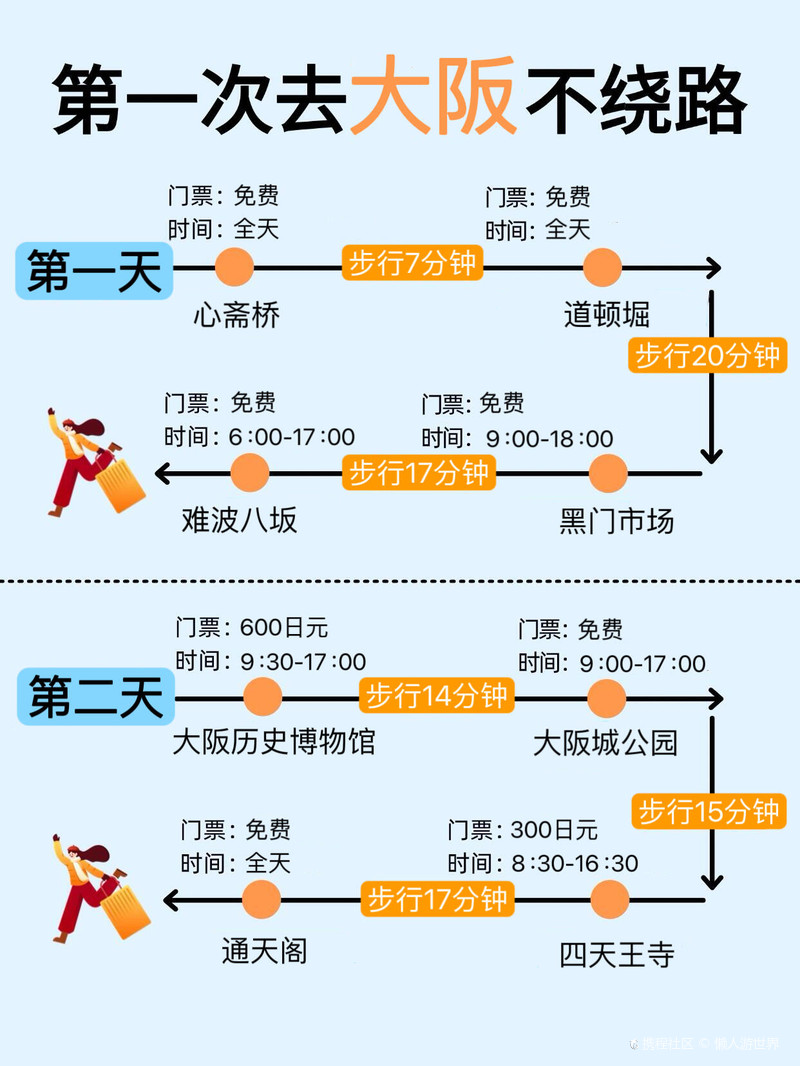 第一次去大阪不绕路
门票：免费
时间：全天
门票：免费
时间：全天
第一天
步行7分钟
心斋桥
道顿堀
步行20分钟
门票：免费
时间：6:00-17:00
门票：免费
时间：9:00-18:00
步行17分钟
难波八坂
黑门市场
门票：600日元
时间：9:30-17:00
门票：免费
时间：9:00-17:00
第二天
步行14分钟
大阪历史博物馆
大阪城公园
步行15分钟
门票：免费
时间：全天
门票：300日元
时间：8:30-16:30
步行17分钟
通天阁
四天王寺
社区 © 懒人游世界